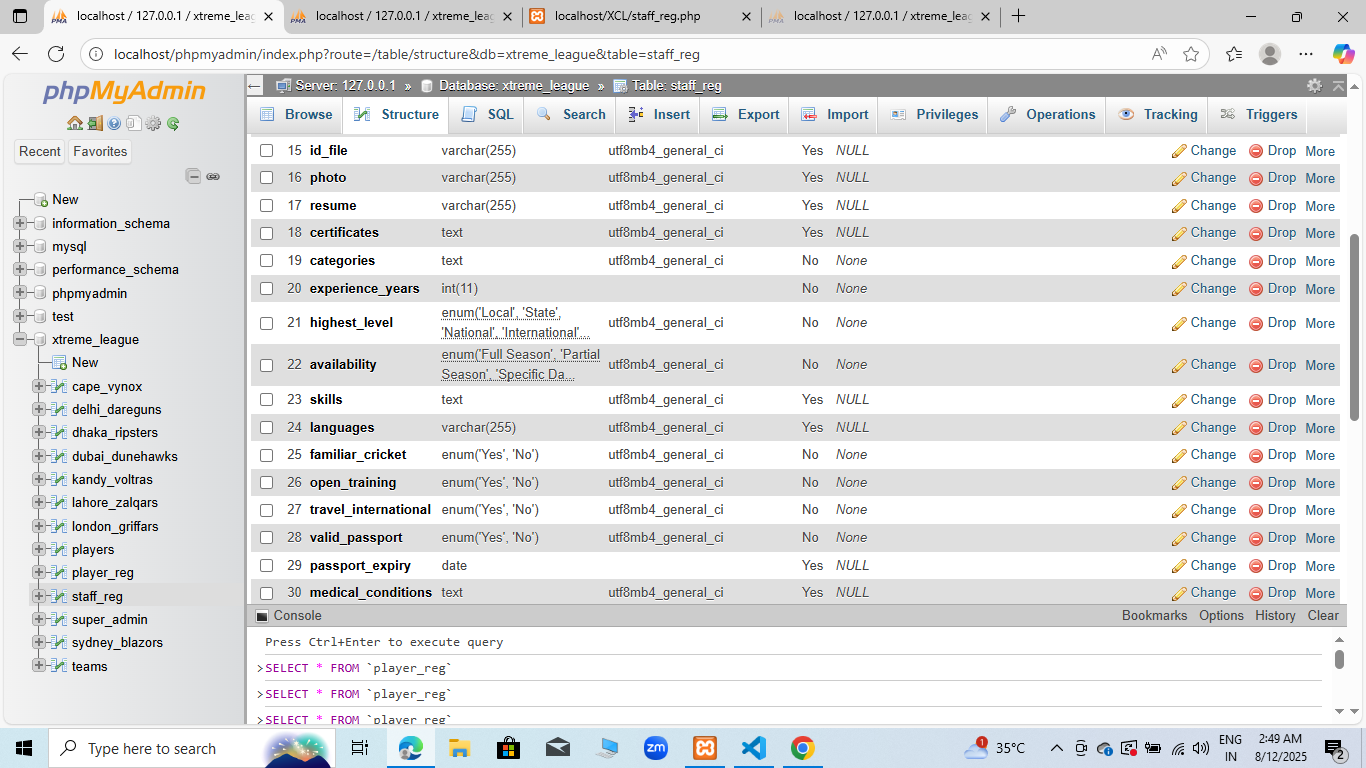 localhost / 127.0.0.1 / xtreme_leag
localhost / 127.0.0.1 / xtreme_leag
localhost/XCL/staff_reg.php
localhost / 127.0.0.1 / xtreme_leag
localhost/phpmyadmin/index.php?route=/table/structure&db=xtreme_league&table=staff_reg
phpMyAdmin
Recent Favorites
New
information_schema
mysql
performance_schema
phpmyadmin
test
xtreme_league
New
cape_vynox
delhi_dareguns
dhaka_ripsters
dubai_dunehawks
kandy_voltras
lahore_zalqars
london_griffars
players
player_reg
staff_reg
super_admin
sydney_blazors
teams
Server: 127.0.0.1 » Database: xtreme_league » Table: staff_reg
Browse Structure SQL Search Insert Export Import Privileges Operations Tracking Triggers
15 id_file varchar(255) utf8mb4_general_ci Yes NULL Change Drop More
16 photo varchar(255) utf8mb4_general_ci Yes NULL Change Drop More
17 resume varchar(255) utf8mb4_general_ci Yes NULL Change Drop More
18 certificates text utf8mb4_general_ci Yes NULL Change Drop More
19 categories text utf8mb4_general_ci No None Change Drop More
20 experience_years int(11) No None Change Drop More
21 highest_level enum('Local', 'State', 'National', 'International'... utf8mb4_general_ci No None Change Drop More
22 availability enum('Full Season', 'Partial Season', 'Specific Da... utf8mb4_general_ci No None Change Drop More
23 skills text utf8mb4_general_ci Yes NULL Change Drop More
24 languages varchar(255) utf8mb4_general_ci Yes NULL Change Drop More
25 familiar_cricket enum('Yes', 'No') utf8mb4_general_ci No None Change Drop More
26 open_training enum('Yes', 'No') utf8mb4_general_ci No None Change Drop More
27 travel_international enum('Yes', 'No') utf8mb4_general_ci No None Change Drop More
28 valid_passport enum('Yes', 'No') utf8mb4_general_ci No None Change Drop More
29 passport_expiry date Yes NULL Change Drop More
30 medical_conditions text utf8mb4_general_ci Yes NULL Change Drop More
Console Bookmarks Options History Clear
Press Ctrl+Enter to execute query
>SELECT * FROM `player_reg`
>SELECT * FROM `player_reg`
>SELECT * FROM `player_reg`
Type here to search
zm
1
35°C
ENG
IN
2:49 AM
8/12/2025
2